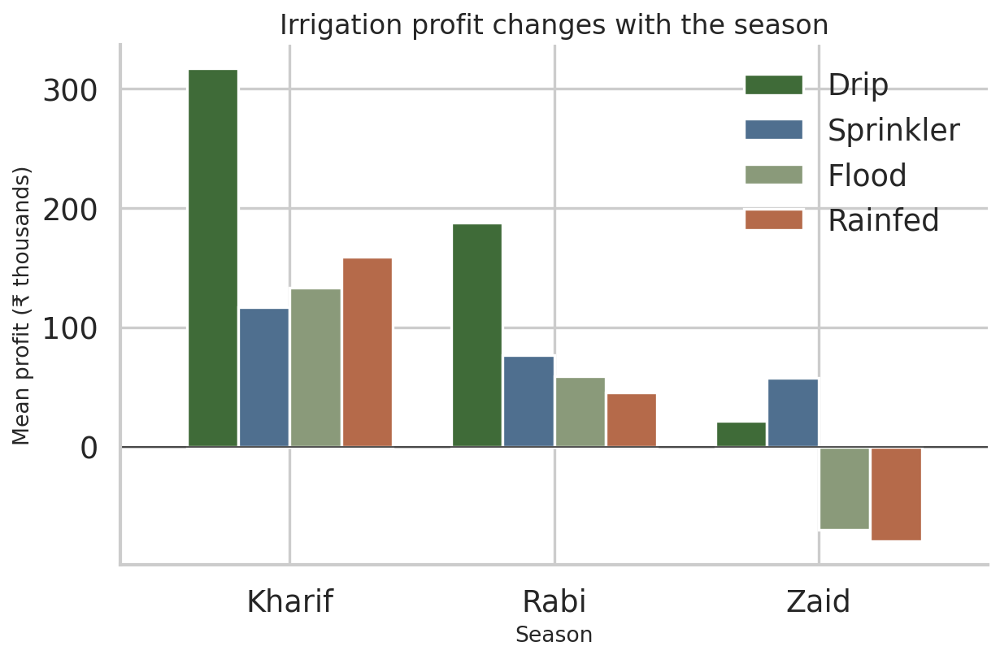 Irrigation profit changes with the season
Mean profit (₹ thousands)
300
200
100
0
Drip
Sprinkler
Flood
Rainfed
Kharif
Rabi
Zaid
Season